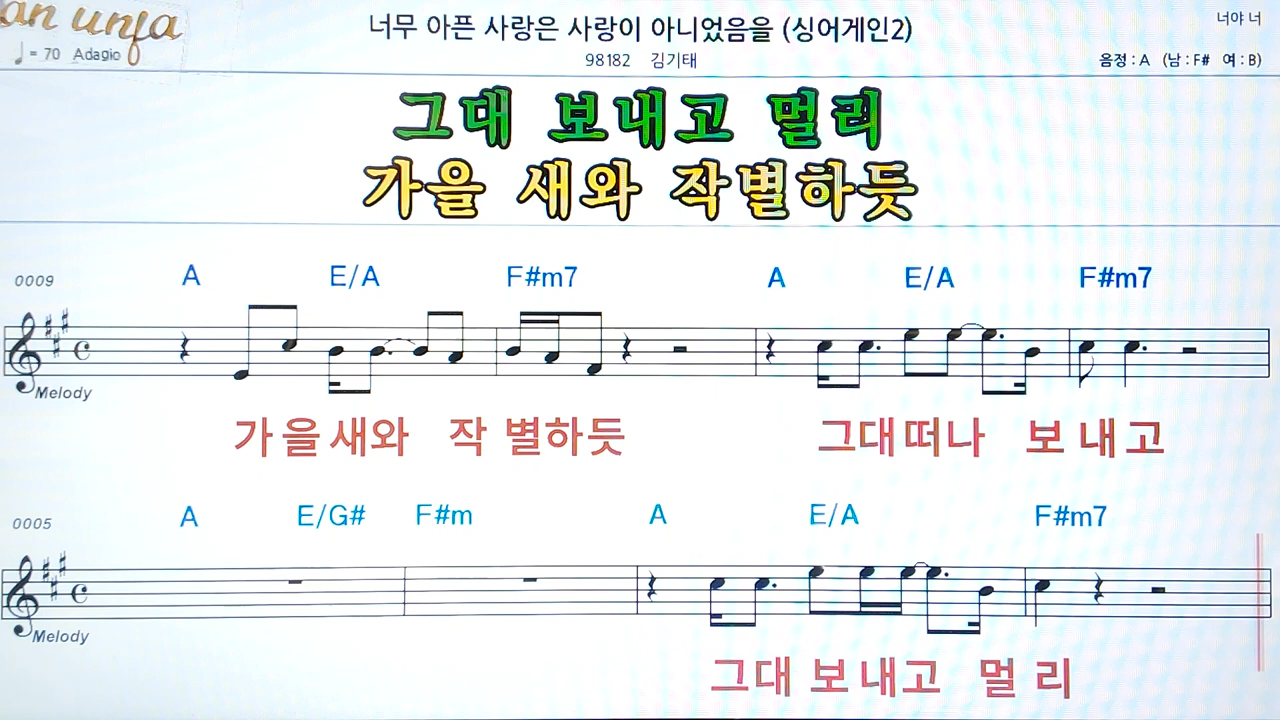 an unfa
너무 아픈 사랑은 사랑이 아니었음을 (싱어게인2)
너야 너
♩= 70 Adagio
98182 김기태
음정 : A (남 : F# 여 : B)
그대 보내고 멀리
가을 새와 작별하듯
0009 A E/A F#m7 A E/A F#m7
Melody
가을새와 작별하듯 그대떠나 보내고
0005 A E/G# F#m A E/A F#m7
Melody
그대 보내고 멀리